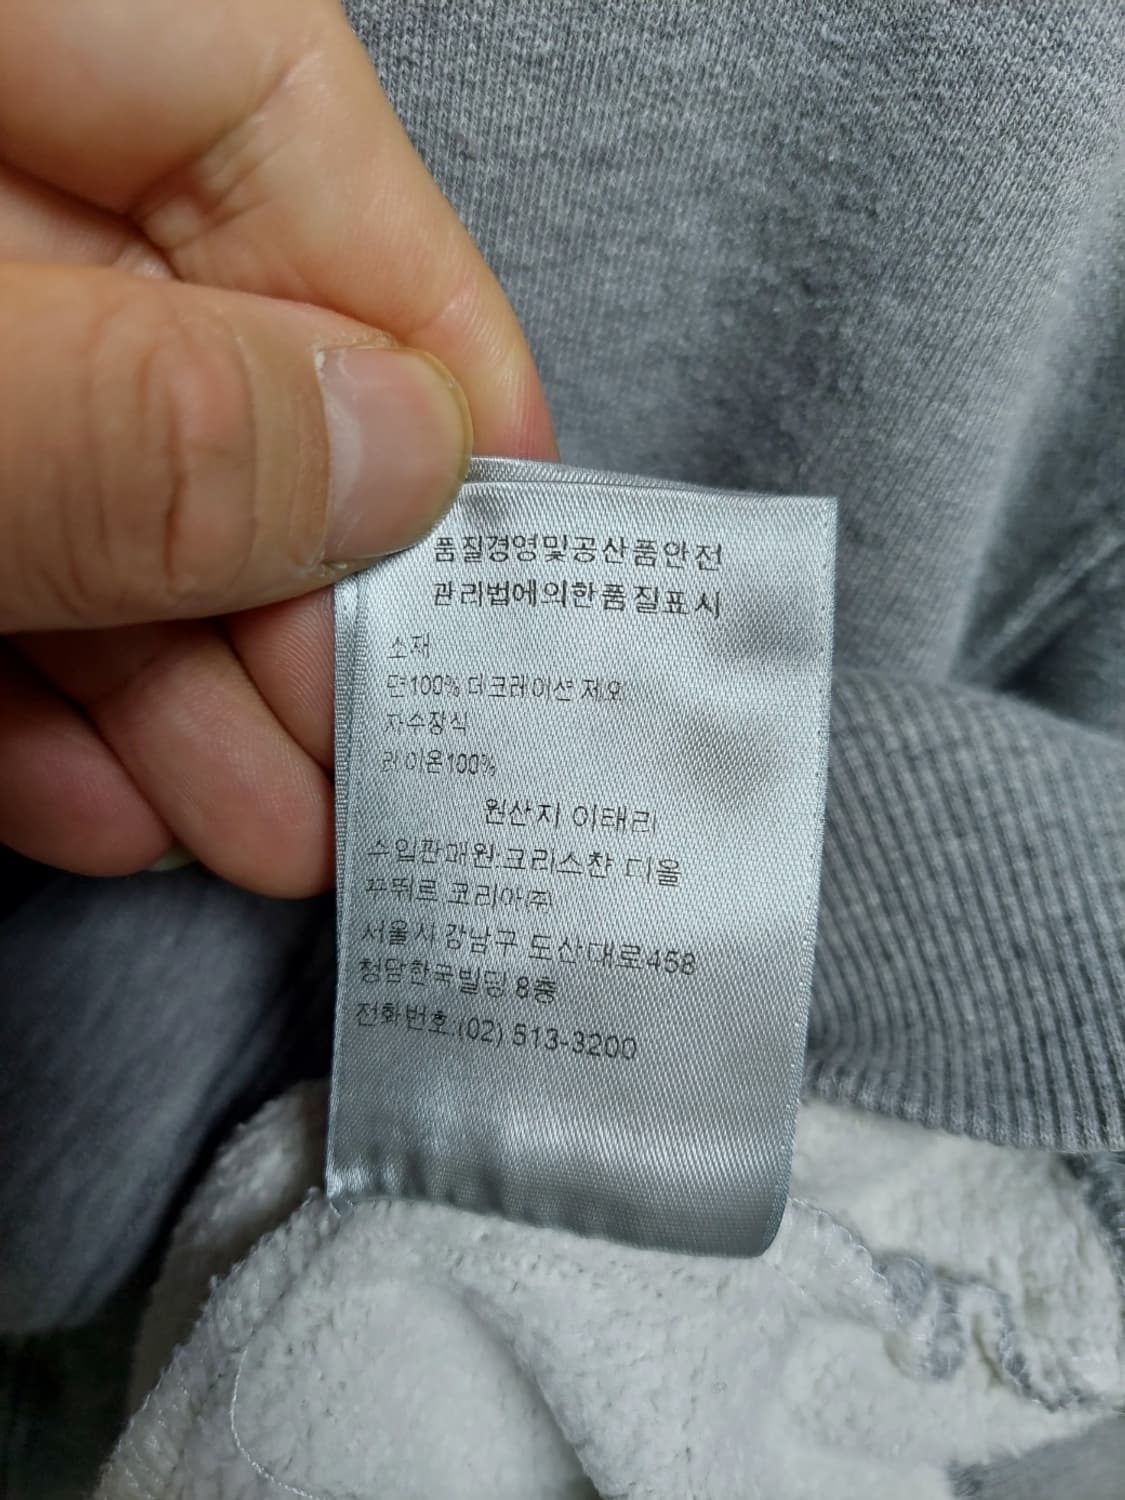 품질경영및공산품안전
관리법에의한품질표시
소재
면100% 데코레이션 제외
자수장식
레이온100%
원산지 이태리
수입판매원:크리스챤 디올
꾸뛰르 코리아(주)
서울시 강남구 도산대로458
청담한국빌딩 8층
전화번호:(02) 513-3200